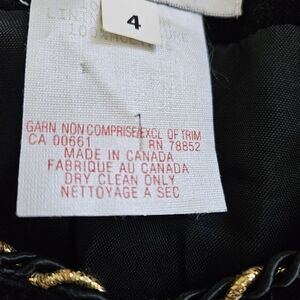 4
GARN NON COMPRISE/EXCL OF TRIM
CA 00661 RN 78852
MADE IN CANADA
FABRIQUE AU CANADA
DRY CLEAN ONLY
NETTOYAGE A SEC